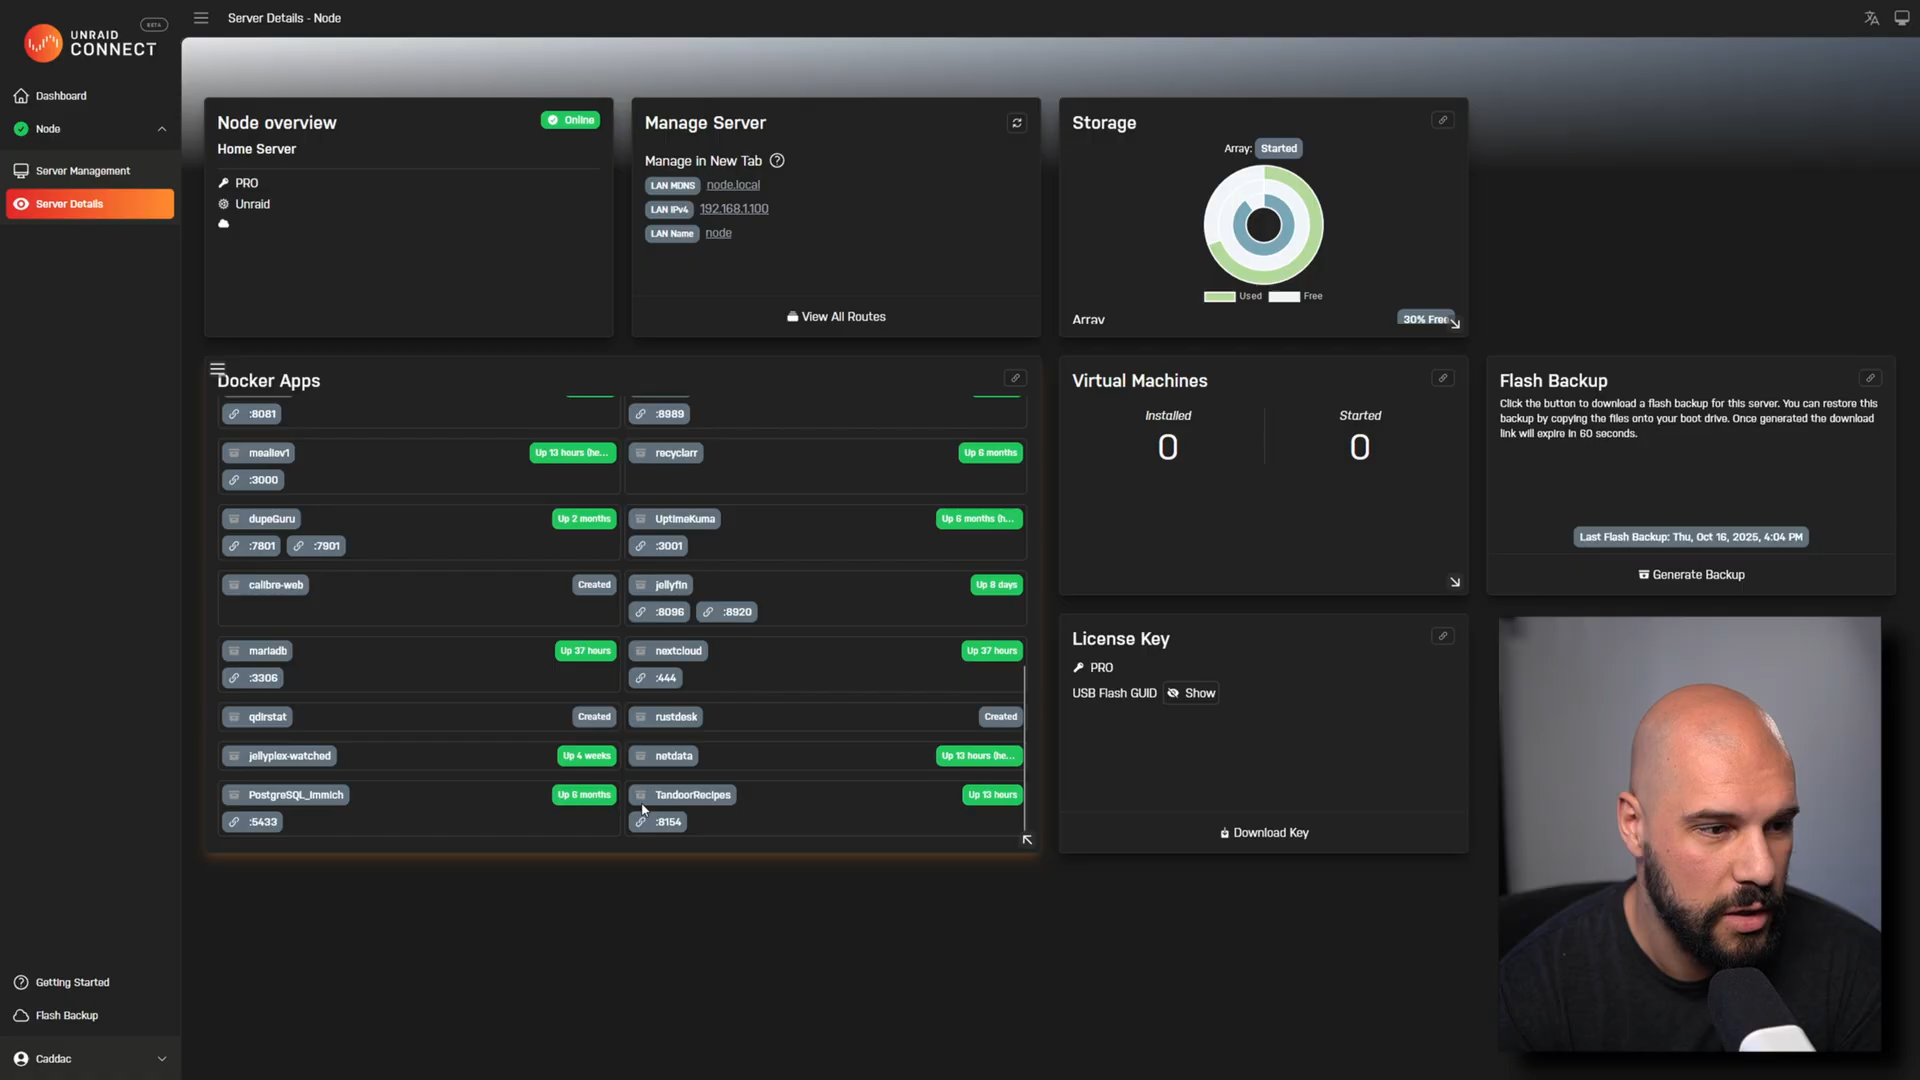 BETA
UNRAID
CONNECT
Server Details - Node
Dashboard
Node
Server Management
Server Details
Node overview
Online
Home Server
PRO
Unraid
Manage Server
Manage in New Tab
LAN MDNS node.local
LAN IPv4 192.168.1.100
LAN Name node
View All Routes
Storage
Array: Started
Used Free
Array 30% Free
Docker Apps
:8081
:8989
mealiev1 Up 13 hours (he...
:3000
recyclarr Up 6 months
dupeGuru Up 2 months
:7801 :7901
UptimeKuma Up 6 months (h...
:3001
calibre-web Created
jellyfin Up 8 days
:8096 :8920
mariadb Up 37 hours
:3306
nextcloud Up 37 hours
:444
qdirstat Created
rustdesk Created
jellyplex-watched Up 4 weeks
netdata Up 13 hours (he...
PostgreSQL_Immich Up 6 months
:5433
TandoorRecipes Up 13 hours
:8154
Virtual Machines
Installed Started
0 0
Flash Backup
Click the button to download a flash backup for this server. You can restore this
backup by copying the files onto your boot drive. Once generated the download
link will expire in 60 seconds.
Last Flash Backup: Thu, Oct 16, 2025, 4:04 PM
Generate Backup
License Key
PRO
USB Flash GUID Show
Download Key
Getting Started
Flash Backup
Caddac